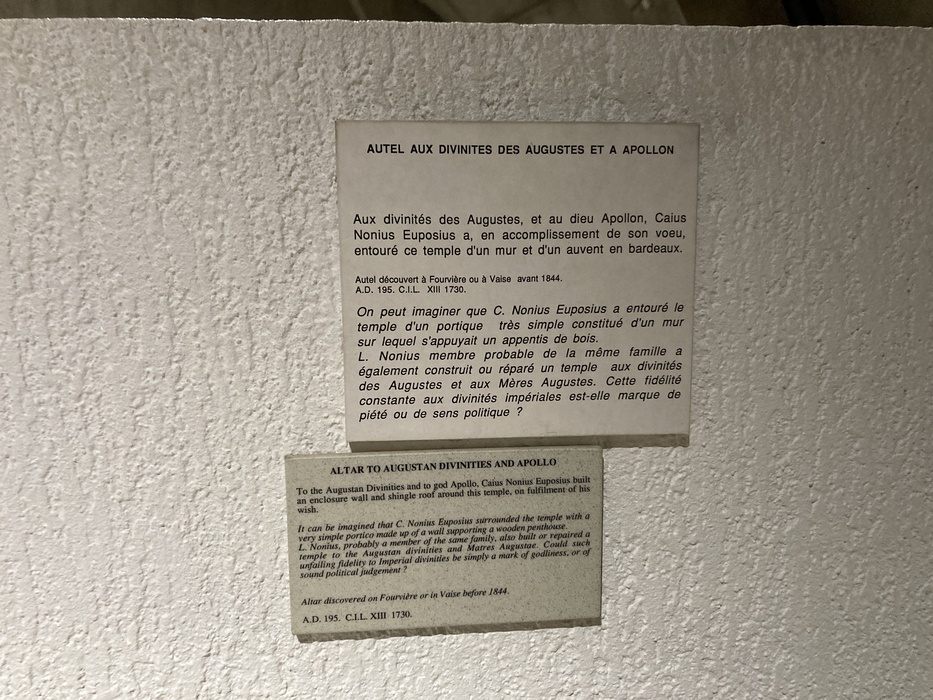 AUTEL AUX DIVINITES DES AUGUSTES ET A APOLLON
Aux divinités des Augustes, et au dieu Apollon, Caius
Nonius Euposius a, en accomplissement de son voeu,
entouré ce temple d'un mur et d'un auvent en bardeaux.
Autel découvert à Fourvière ou à Vaise avant 1844.
A.D. 195. C.I.L. XIII 1730.
On peut imaginer que C. Nonius Euposius a entouré le
temple d'un portique très simple constitué d'un mur
sur lequel s'appuyait un appentis de bois.
L. Nonius membre probable de la même famille a
également construit ou réparé un temple aux divinités
des Augustes et aux Mères Augustes. Cette fidélité
constante aux divinités impériales est-elle marque de
piété ou de sens politique ?
ALTAR TO AUGUSTAN DIVINITIES AND APOLLO
To the Augustan Divinities and to god Apollo, Caius Nonius Euposius built
an enclosure wall and shingle roof around this temple, on fulfilment of his
wish.
It can be imagined that C. Nonius Euposius surrounded the temple with a
very simple portico made up of a wall supporting a wooden penthouse.
L. Nonius, probably a member of the same family, also built or repaired a
temple to the Augustan divinities and Matres Augustae. Could such
unfailing fidelity to Imperial divinities be simply a mark of godliness, or of
sound political judgement ?
Altar discovered on Fourvière or in Vaise before 1844.
A.D. 195. C.I.L. XIII 1730.